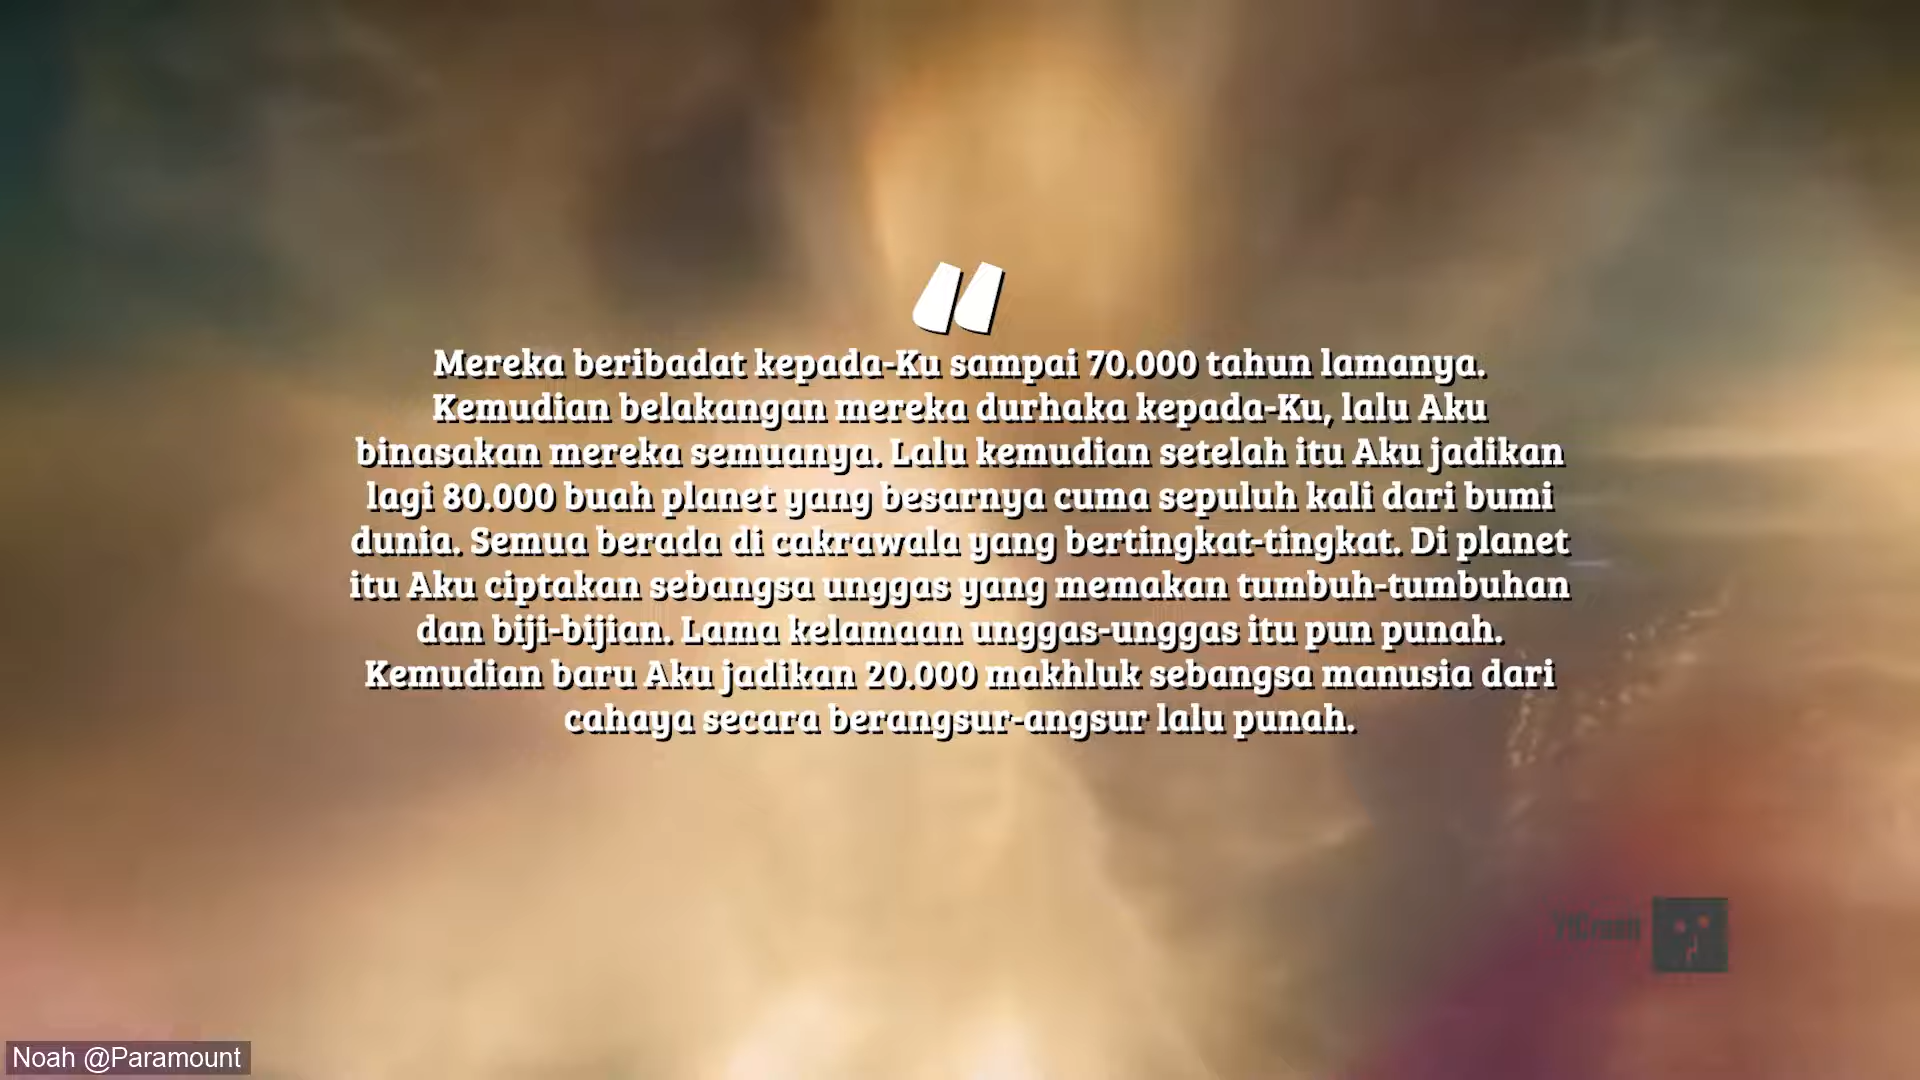 Mereka beribadat kepada-Ku sampai 70.000 tahun lamanya.
Kemudian belakangan mereka durhaka kepada-Ku, lalu Aku
binasakan mereka semuanya. Lalu kemudian setelah itu Aku jadikan
lagi 80.000 buah planet yang besarnya cuma sepuluh kali dari bumi
dunia. Semua berada di cakrawala yang bertingkat-tingkat. Di planet
itu Aku ciptakan sebangsa unggas yang memakan tumbuh-tumbuhan
dan biji-bijian. Lama kelamaan unggas-unggas itu pun punah.
Kemudian baru Aku jadikan 20.000 makhluk sebangsa manusia dari
cahaya secara berangsur-angsur lalu punah.
Noah @Paramount